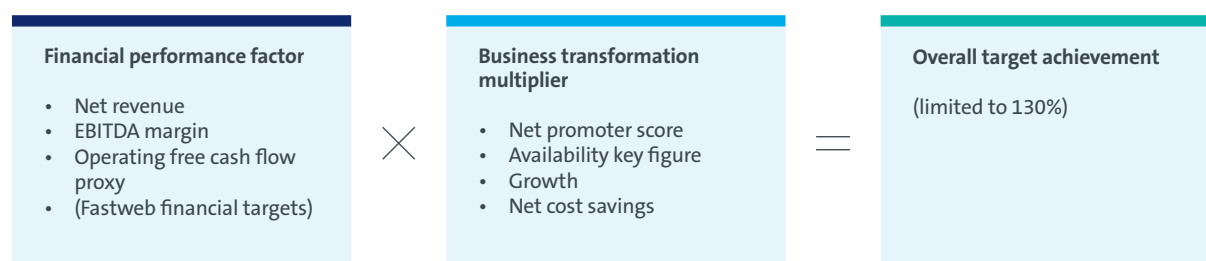 Financial performance factor
• Net revenue
• EBITDA margin
• Operating free cash flow
proxy
• (Fastweb financial targets)
×
Business transformation
multiplier
• Net promoter score
• Availability key figure
• Growth
• Net cost savings
=
Overall target achievement
(limited to 130%)